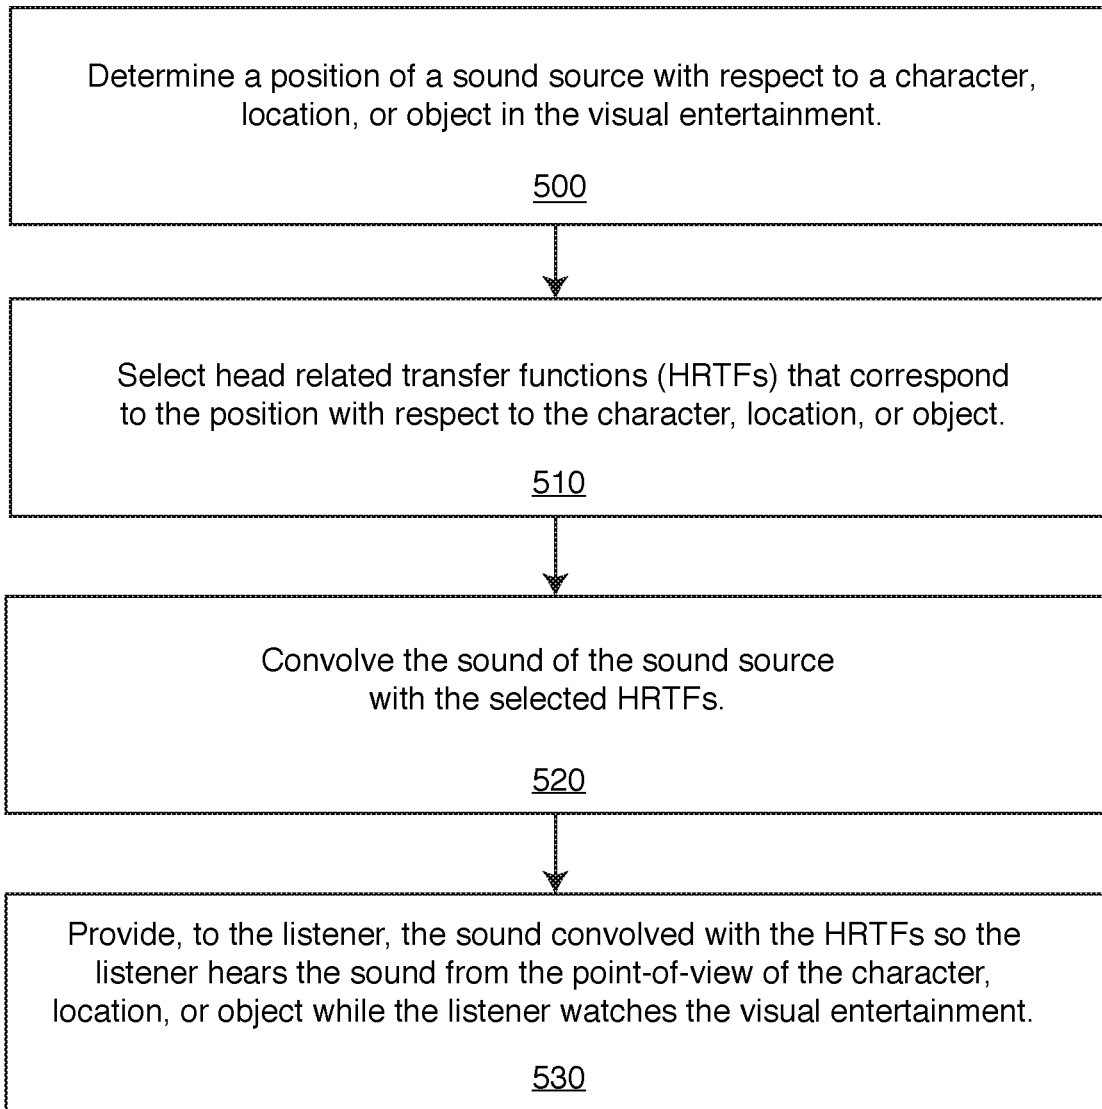 Determine a position of a sound source with respect to a character,
location, or object in the visual entertainment.
500
Select head related transfer functions (HRTFs) that correspond
to the position with respect to the character, location, or object.
510
Convolve the sound of the sound source
with the selected HRTFs.
520
Provide, to the listener, the sound convolved with the HRTFs so the
listener hears the sound from the point-of-view of the character,
location, or object while the listener watches the visual entertainment.
530